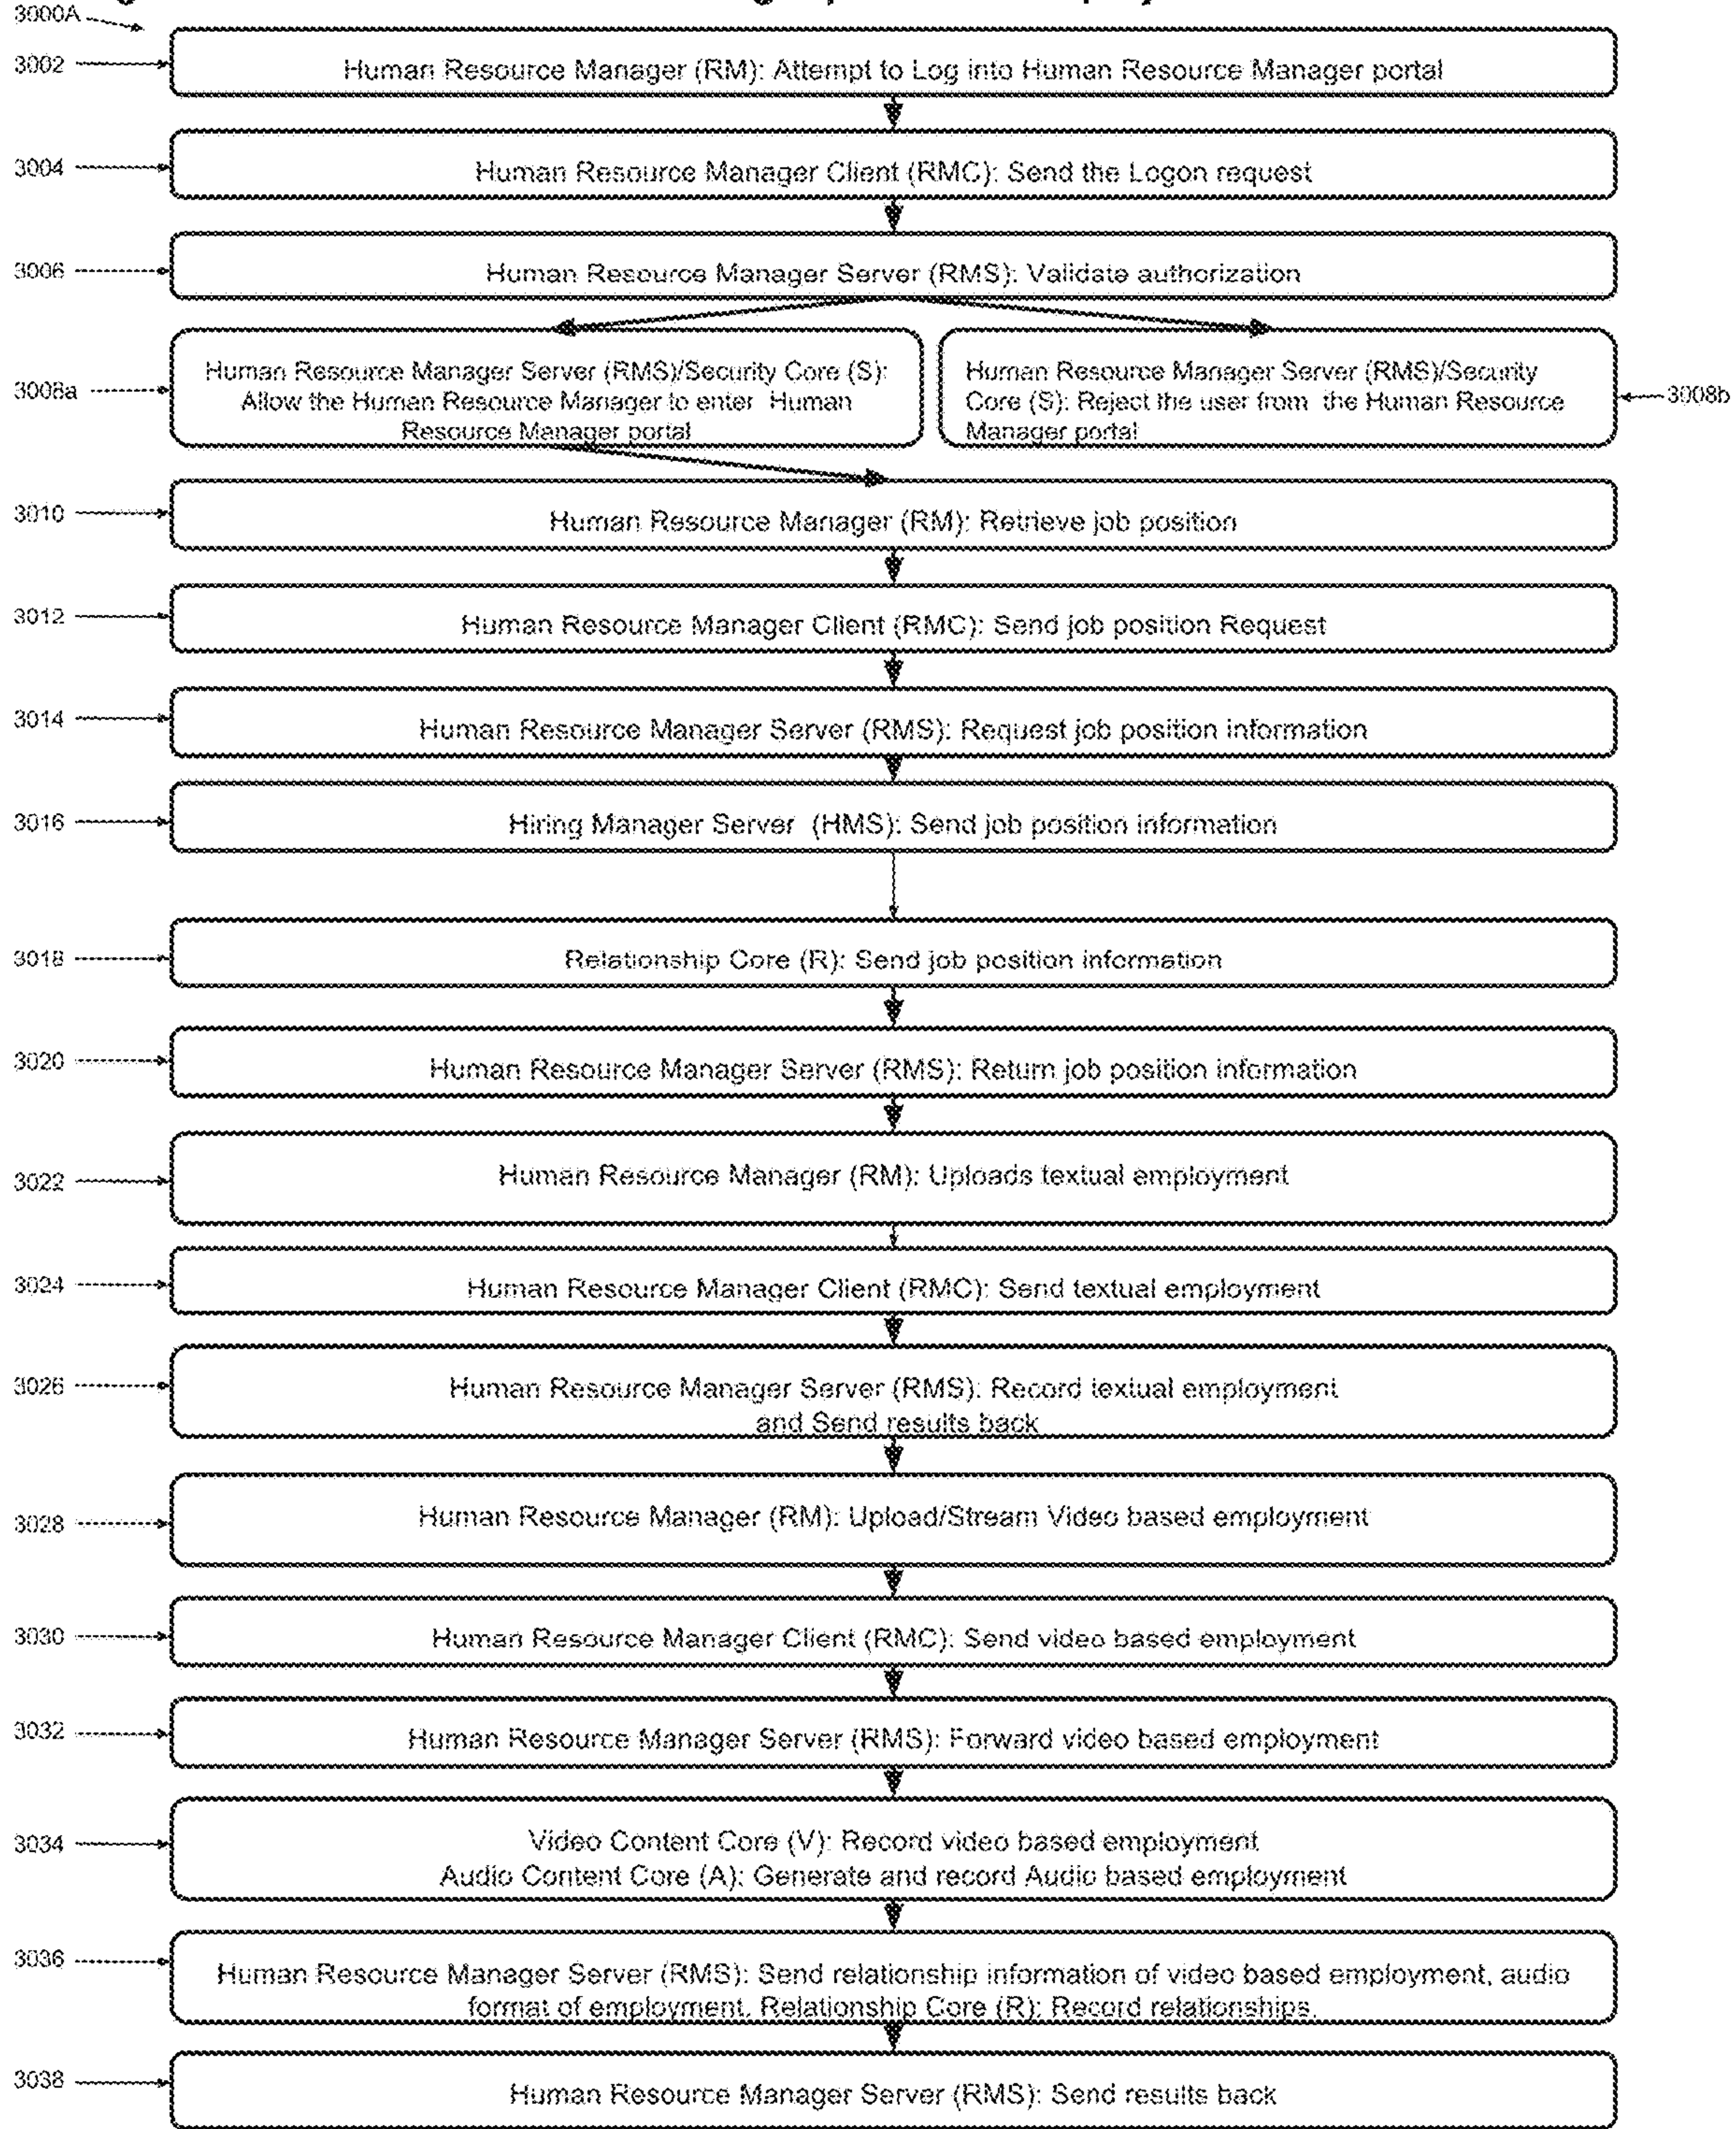 3000A
3002
Human Resource Manager (RM): Attempt to Log into Human Resource Manager portal
3004
Human Resource Manager Client (RMC): Send the Logon request
3006
Human Resource Manager Server (RMS): Validate authorization
3008a
Human Resource Manager Server (RMS)/Security Core (S):
Allow the Human Resource Manager to enter Human
Resource Manager portal
Human Resource Manager Server (RMS)/Security
Core (S): Reject the user from the Human Resource
Manager portal
3008b
3010
Human Resource Manager (RM): Retrieve job position
3012
Human Resource Manager Client (RMC): Send job position Request
3014
Human Resource Manager Server (RMS): Request job position information
3016
Hiring Manager Server (HMS): Send job position information
3018
Relationship Core (R): Send job position information
3020
Human Resource Manager Server (RMS): Return job position information
3022
Human Resource Manager (RM): Uploads textual employment
3024
Human Resource Manager Client (RMC): Send textual employment
3026
Human Resource Manager Server (RMS): Record textual employment
and Send results back
3028
Human Resource Manager (RM): Upload/Stream Video based employment
3030
Human Resource Manager Client (RMC): Send video based employment
3032
Human Resource Manager Server (RMS): Forward video based employment
3034
Video Content Core (V): Record video based employment
Audio Content Core (A): Generate and record Audio based employment
3036
Human Resource Manager Server (RMS): Send relationship information of video based employment, audio
format of employment. Relationship Core (R): Record relationships.
3038
Human Resource Manager Server (RMS): Send results back